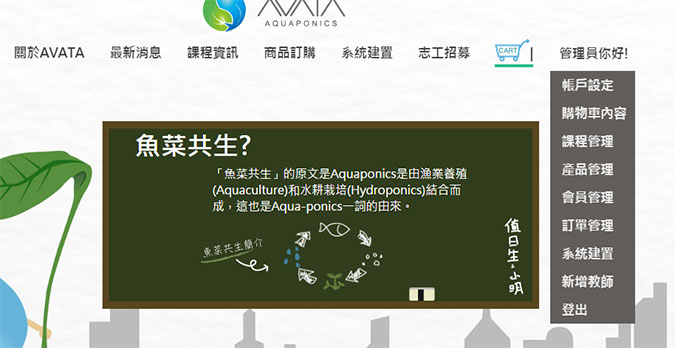 AVATA
AQUAPONICS
關於AVATA
最新消息
課程資訊
商品訂購
系統建置
志工招募
CART
管理員你好!
帳戶設定
購物車內容
課程管理
產品管理
會員管理
訂單管理
系統建置
新增教師
登出
魚菜共生?
「魚菜共生」的原文是Aquaponics是由漁業養殖
(Aquaculture)和水耕栽培(Hydroponics)結合而
成，這也是Aqua-ponics一詞的由來。
魚菜共生簡介
值日生:小明